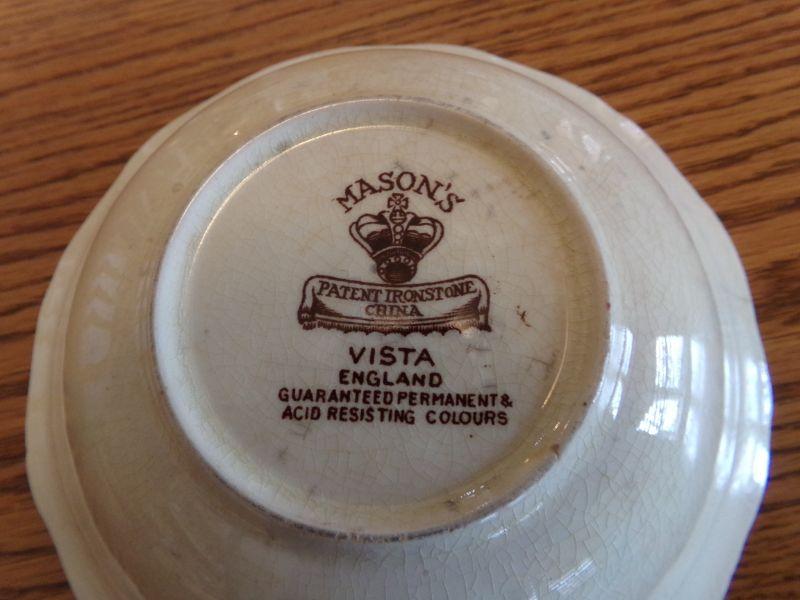 MASON'S
PATENT IRONSTONE
CHINA
VISTA
ENGLAND
GUARANTEED PERMANENT &
ACID RESISTING COLOURS